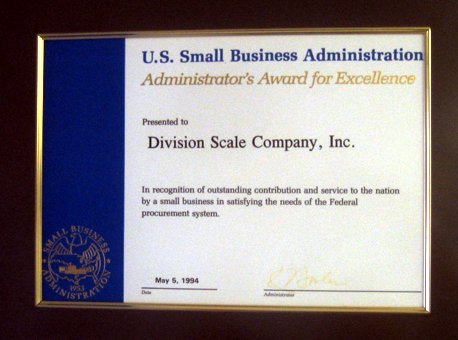 U.S. Small Business Administration
Administrator's Award for Excellence
Presented to
Division Scale Company, Inc.
In recognition of outstanding contribution and service to the nation
by a small business in satisfying the needs of the Federal
procurement system.
SMALL BUSINESS
1953
ADMINISTRATION
May 5, 1994
Date
Administrator